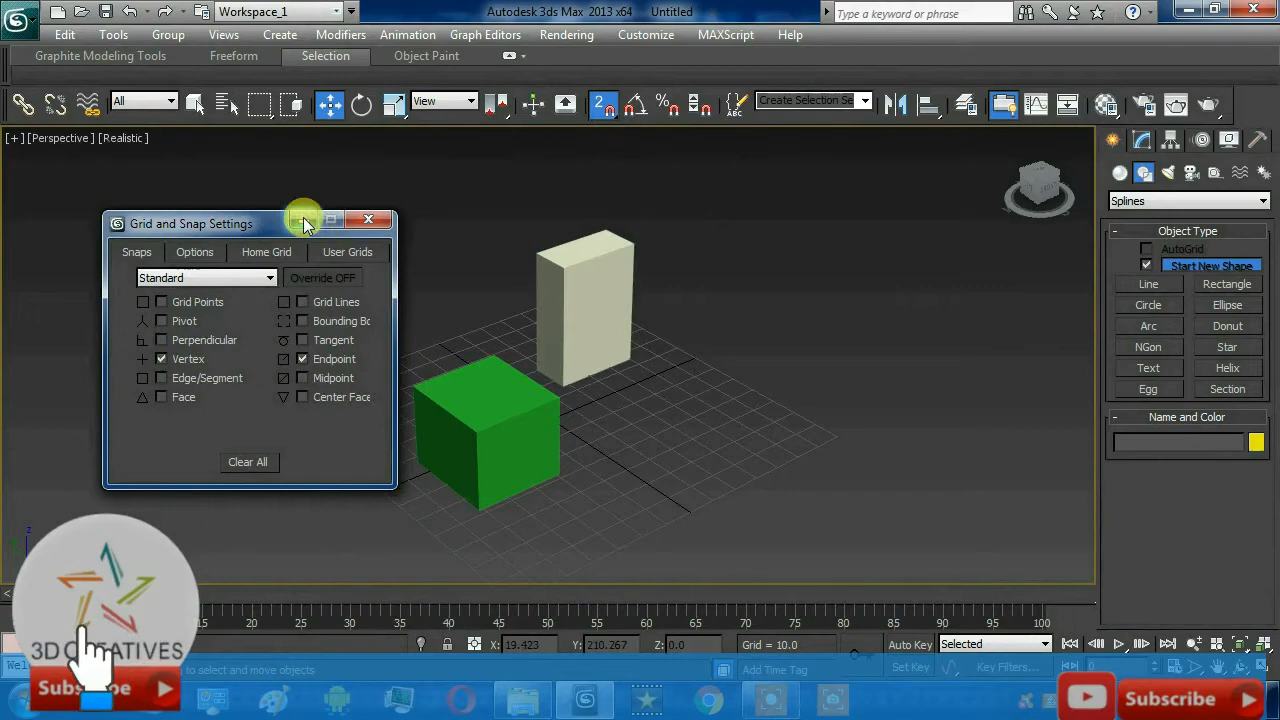 Workspace_1
Autodesk 3ds Max 2013 x64
Untitled
Type a keyword or phrase
Edit Tools Group Views Create Modifiers Animation Graph Editors Rendering Customize MAXScript Help
Graphite Modeling Tools Freeform Selection Object Paint
All
View
2
ABC
Create Selection Se
[+] [Perspective] [Realistic]
Splines
Grid and Snap Settings
Snaps Options Home Grid User Grids
Standard
Override OFF
Grid Points Grid Lines
Pivot Bounding Bo
Perpendicular Tangent
Vertex Endpoint
Edge/Segment Midpoint
Face Center Face
Clear All
Object Type
AutoGrid
Start New Shape
Line Rectangle
Circle Ellipse
Arc Donut
NGon Star
Text Helix
Egg Section
Name and Color
z
15 20 25 30 35 40 45 50 55 60 65 70 75 80 85 90 95 100
X: 19.423 Y: 210.267 Z: 0.0 Grid = 10.0
Auto Key Selected
Wel
to select and move objects
Add Time Tag
Set Key Key Filters...
0
3D CREATIVES
Subscribe
Subscribe